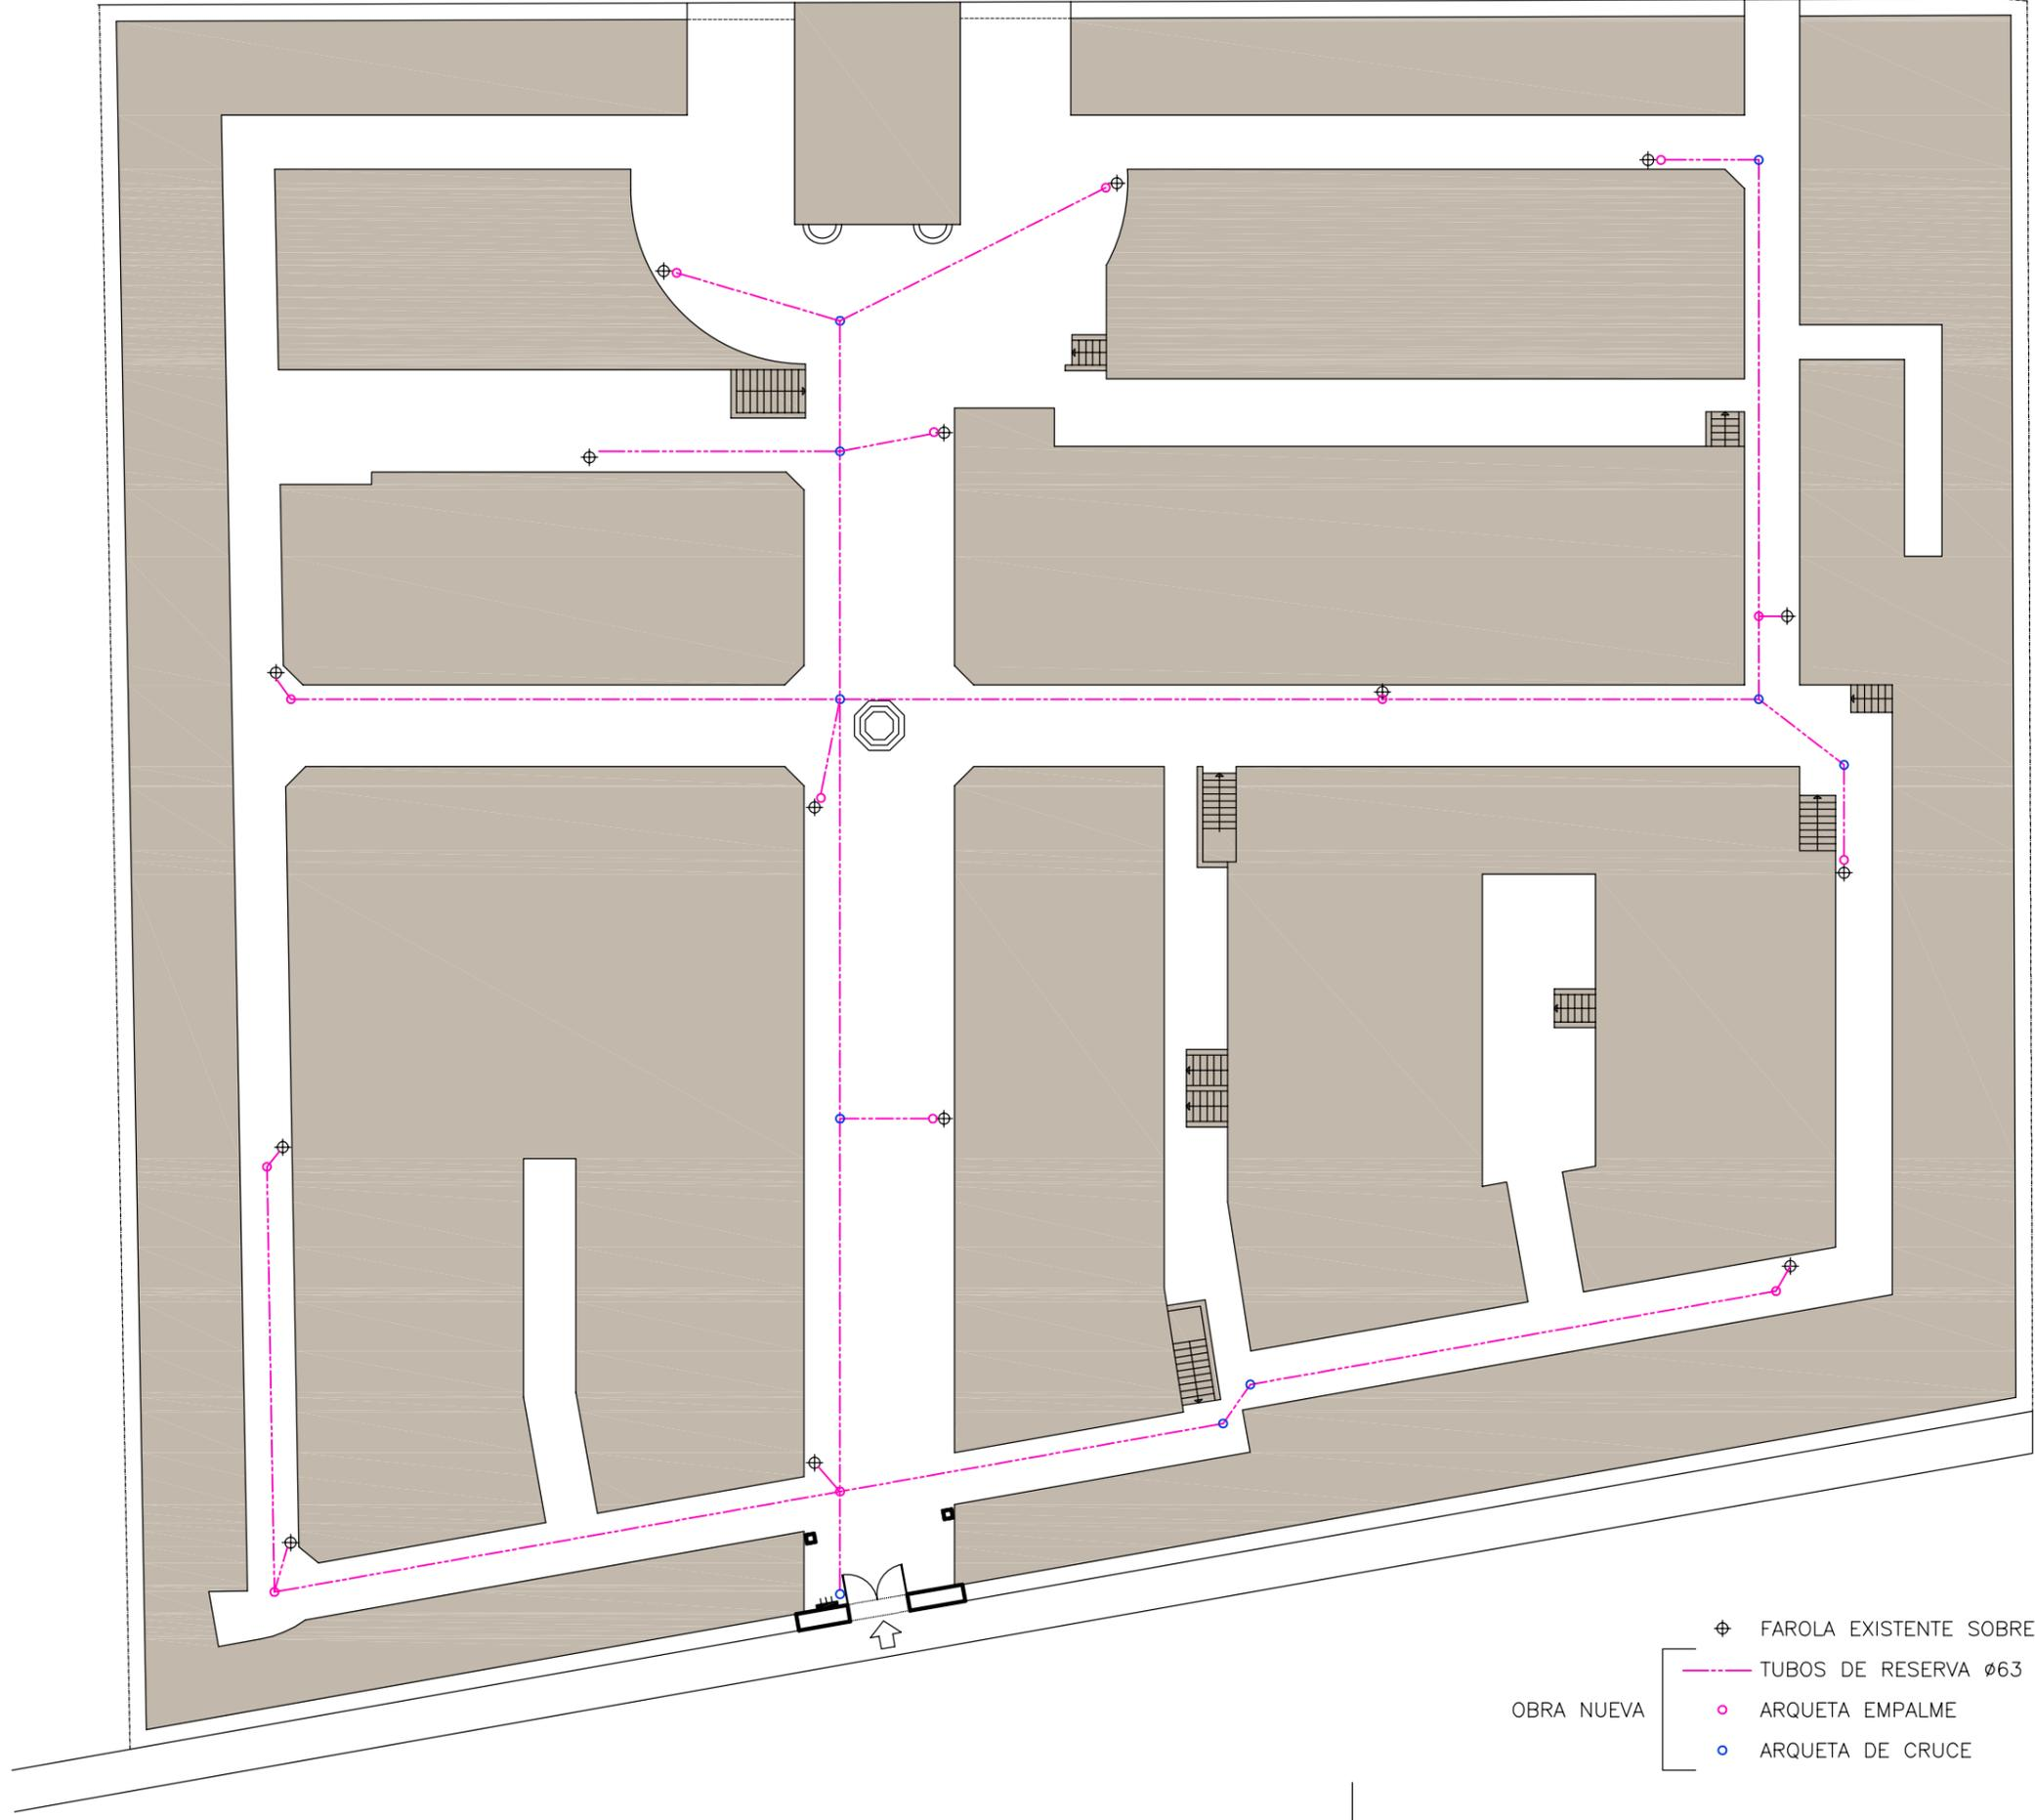 FAROLA EXISTENTE SOBRE
TUBOS DE RESERVA ø63
OBRA NUEVA
ARQUETA EMPALME
ARQUETA DE CRUCE